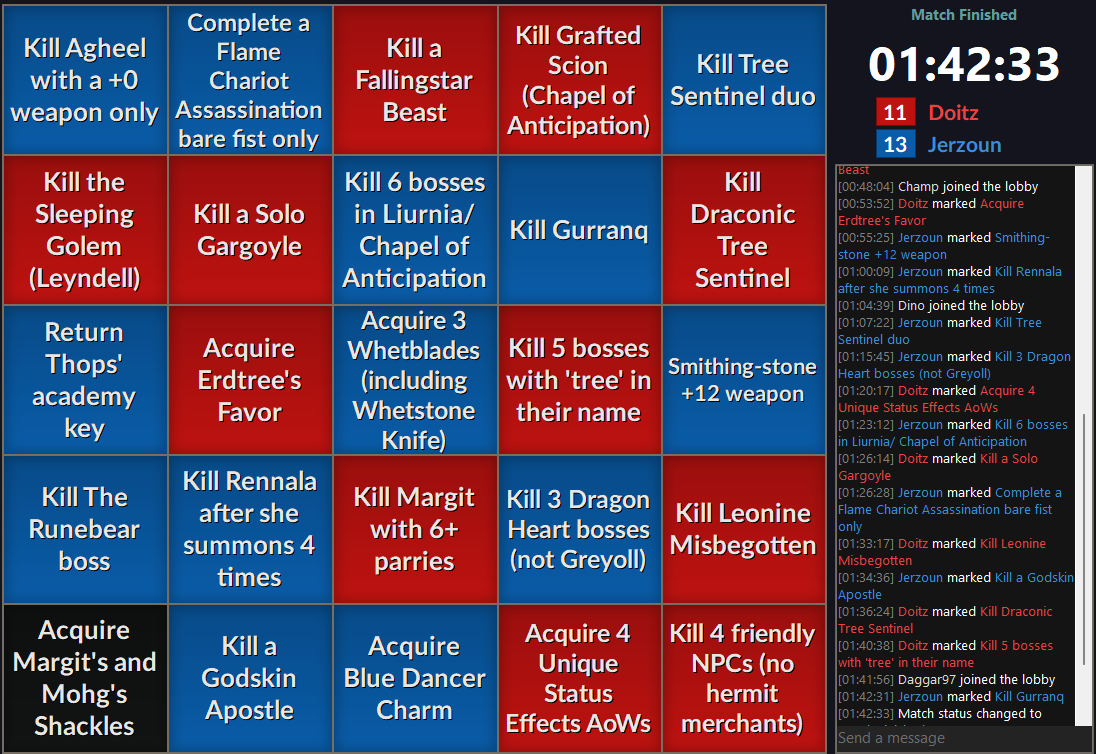 Kill Agheel
with a +0
weapon only
Complete a
Flame
Chariot
Assassination
bare fist only
Kill a
Fallingstar
Beast
Kill Grafted
Scion
(Chapel of
Anticipation)
Kill Tree
Sentinel duo
Kill the
Sleeping
Golem
(Leyndell)
Kill a Solo
Gargoyle
Kill 6 bosses
in Liurnia/
Chapel of
Anticipation
Kill Gurranq
Kill
Draconic
Tree
Sentinel
Return
Thops'
academy
key
Acquire
Erdtree's
Favor
Acquire 3
Whetblades
(including
Whetstone
Knife)
Kill 5 bosses
with 'tree' in
their name
Smithing-stone
+12 weapon
Kill The
Runebear
boss
Kill Rennala
after she
summons 4
times
Kill Margit
with 6+
parries
Kill 3 Dragon
Heart bosses
(not Greyoll)
Kill Leonine
Misbegotten
Acquire
Margit's and
Mohg's
Shackles
Kill a
Godskin
Apostle
Acquire
Blue Dancer
Charm
Acquire 4
Unique
Status
Effects AoWs
Kill 4 friendly
NPCs (no
hermit
merchants)
Match Finished
01:42:33
11 Doitz
13 Jerzoun
Beast
[00:48:04] Champ joined the lobby
[00:53:52] Doitz marked Acquire
Erdtree's Favor
[00:55:25] Jerzoun marked Smithing-
stone +12 weapon
[01:00:09] Jerzoun marked Kill Rennala
after she summons 4 times
[01:04:39] Dino joined the lobby
[01:07:22] Jerzoun marked Kill Tree
Sentinel duo
[01:15:45] Jerzoun marked Kill 3 Dragon
Heart bosses (not Greyoll)
[01:20:17] Doitz marked Acquire 4
Unique Status Effects AoWs
[01:23:12] Jerzoun marked Kill 6 bosses
in Liurnia/ Chapel of Anticipation
[01:26:14] Doitz marked Kill a Solo
Gargoyle
[01:26:28] Jerzoun marked Complete a
Flame Chariot Assassination bare fist
only
[01:33:17] Doitz marked Kill Leonine
Misbegotten
[01:34:36] Jerzoun marked Kill a Godskin
Apostle
[01:36:24] Doitz marked Kill Draconic
Tree Sentinel
[01:40:38] Doitz marked Kill 5 bosses
with 'tree' in their name
[01:41:56] Daggar97 joined the lobby
[01:42:31] Jerzoun marked Kill Gurranq
[01:42:33] Match status changed to
Send a message